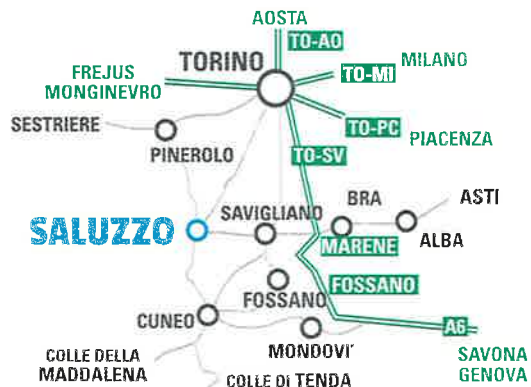 AOSTA
TO-AO
TORINO
MILANO
TO-MI
FREJUS
MONGINEVRO
TO-PC
PIACENZA
SESTRIERE
PINEROLO
TO-SV
BRA
ASTI
SAVIGLIANO
SALUZZO
ALBA
MARENE
FOSSANO
FOSSANO
CUNEO
A6
MONDOVI'
SAVONA
GENOVA
COLLE DELLA
MADDALENA
COLLE DI TENDA